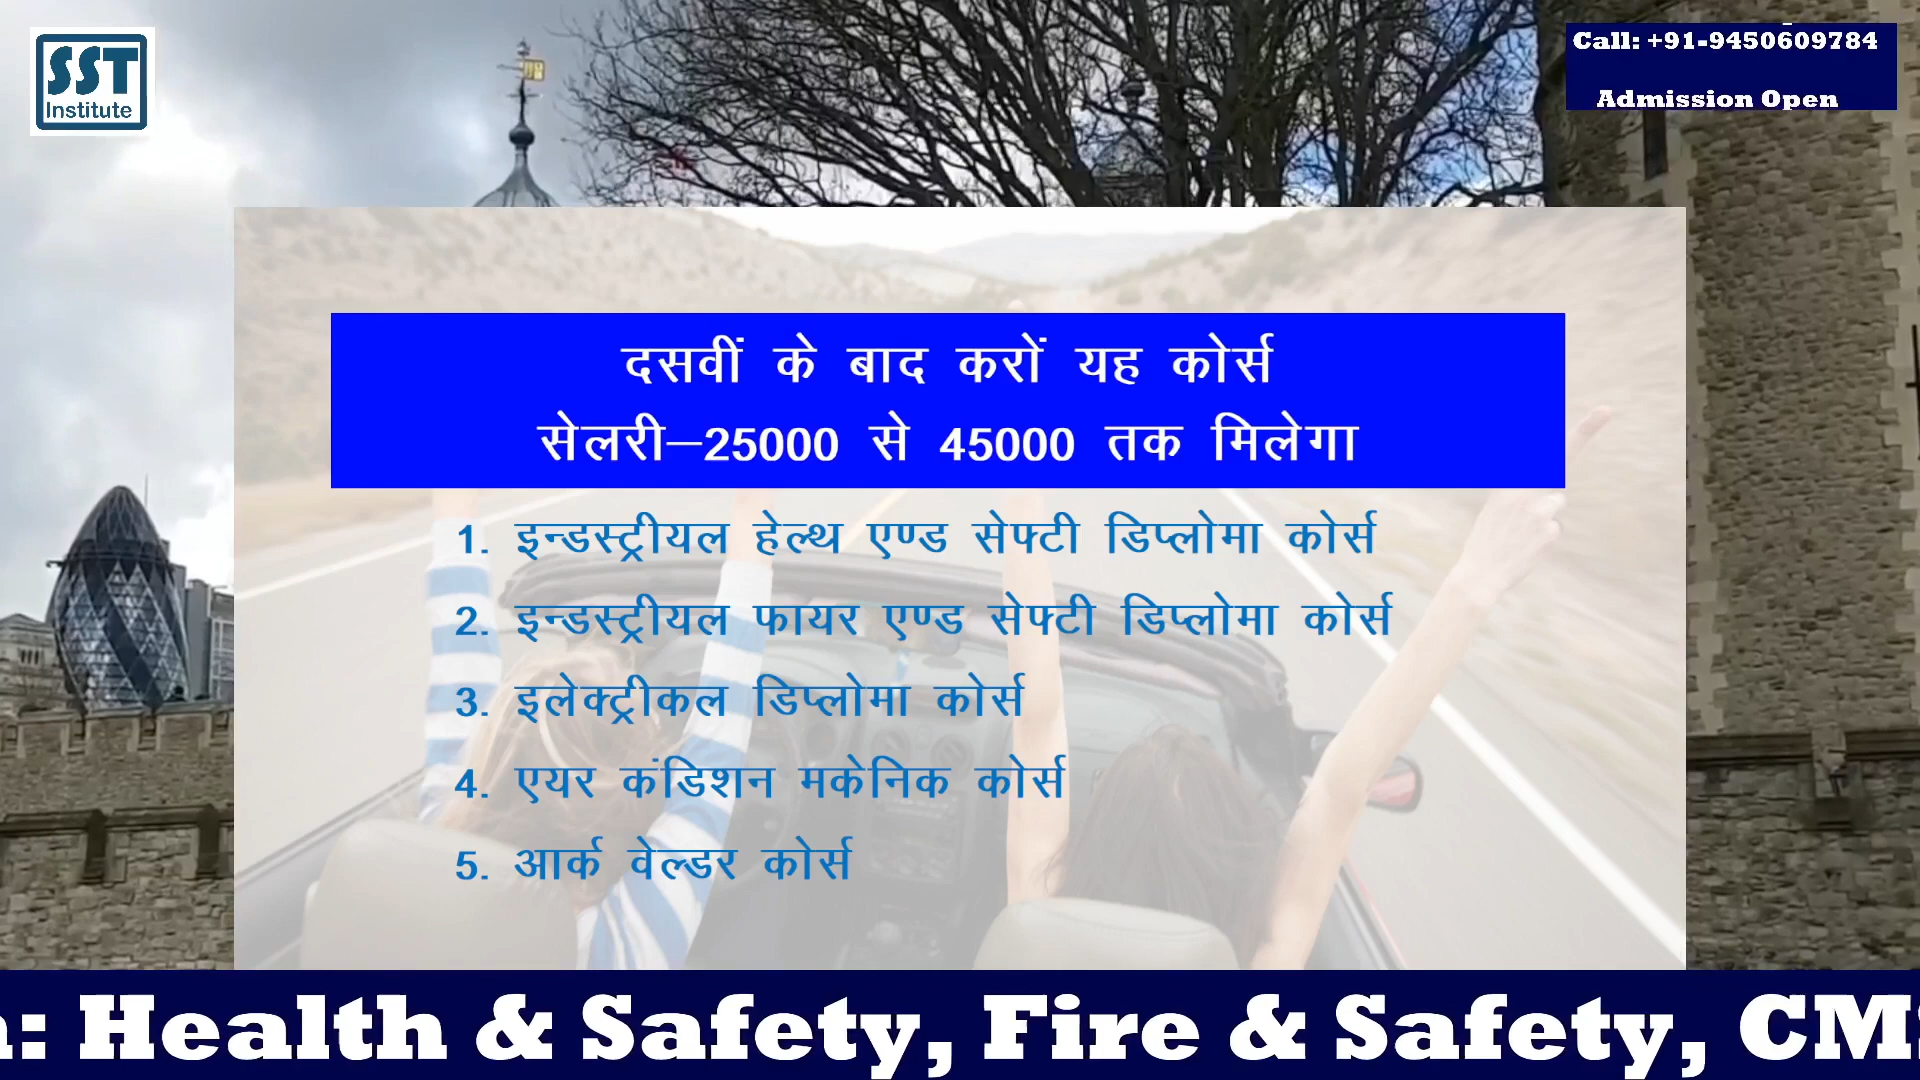 SST
Institute
Call: +91-9450609784
Admission Open
दसवीं के बाद करों यह कोर्स
सेलरी–25000 से 45000 तक मिलेगा
1. इन्डस्ट्रीयल हेल्थ एण्ड सेफ्टी डिप्लोमा कोर्स
2. इन्डस्ट्रीयल फायर एण्ड सेफ्टी डिप्लोमा कोर्स
3. इलेक्ट्रीकल डिप्लोमा कोर्स
4. एयर कंडिशन मकेनिक कोर्स
5. आर्क वेल्डर कोर्स
: Health & Safety, Fire & Safety,